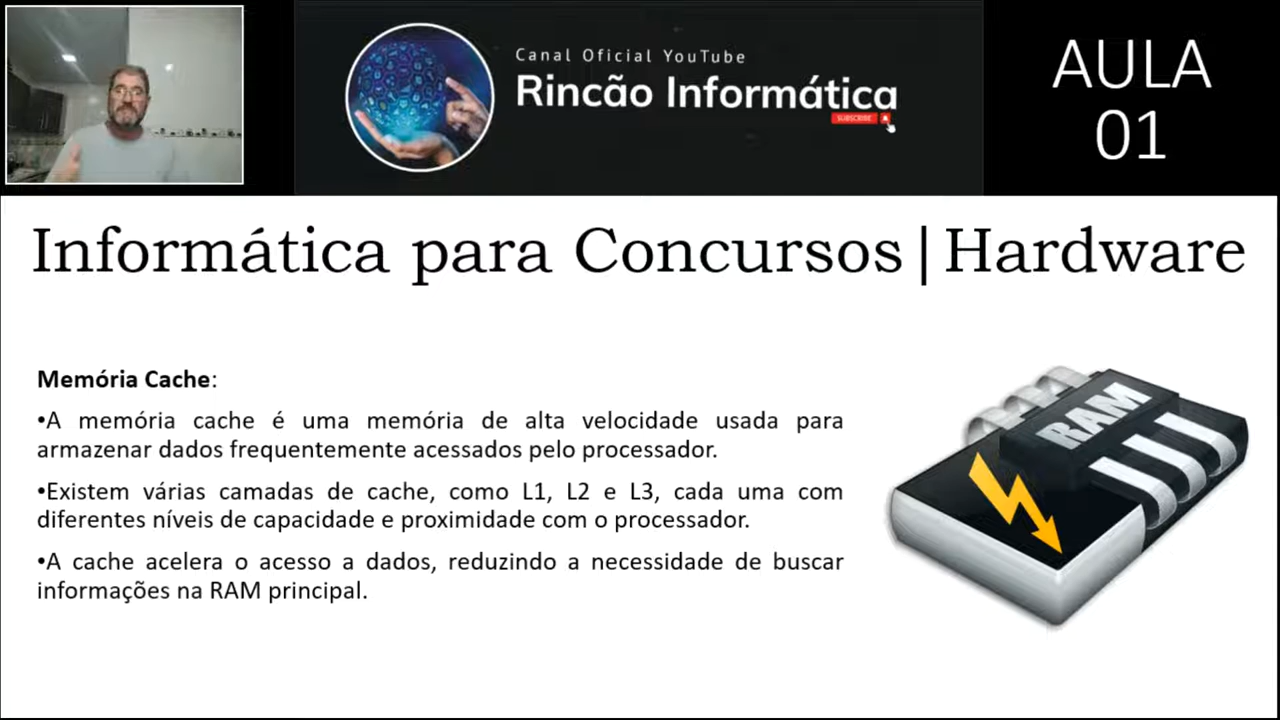 Canal Oficial YouTube
Rincão Informática
SUBSCRIBE
AULA
01
Informática para Concursos|Hardware
Memória Cache:
•A memória cache é uma memória de alta velocidade usada para
armazenar dados frequentemente acessados pelo processador.
•Existem várias camadas de cache, como L1, L2 e L3, cada uma com
diferentes níveis de capacidade e proximidade com o processador.
•A cache acelera o acesso a dados, reduzindo a necessidade de buscar
informações na RAM principal.
RAM